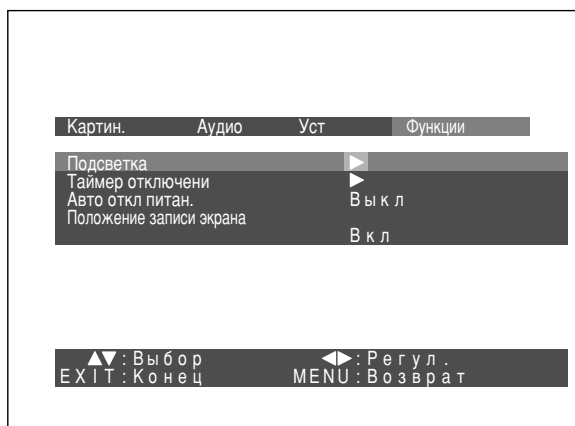 Картин. Аудио Уст Функции
Подсветка ▶
Таймер отключени ▶
Авто откл питан. Выкл
Положение записи экрана
Вкл
▲▼:Выбор ◀▶:Регул.
EXIT:Конец MENU:Возврат